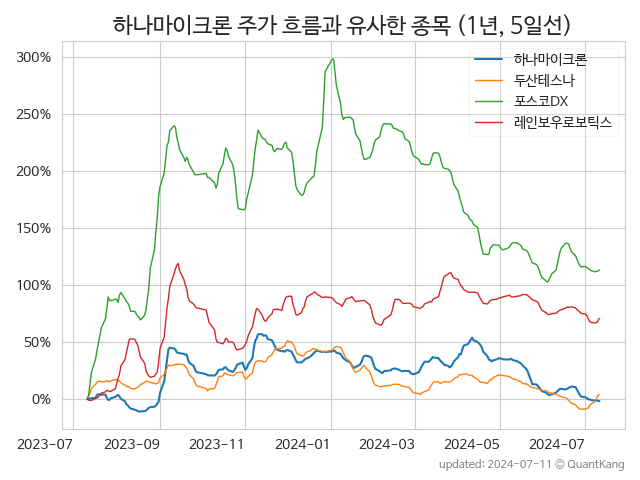 하나마이크론 주가 흐름과 유사한 종목 (1년, 5일선)
하나마이크론
두산테스나
포스코DX
레인보우로보틱스
300%
250%
200%
150%
100%
50%
0%
2023-07 2023-09 2023-11 2024-01 2024-03 2024-05 2024-07
updated: 2024-07-11 © QuantKang